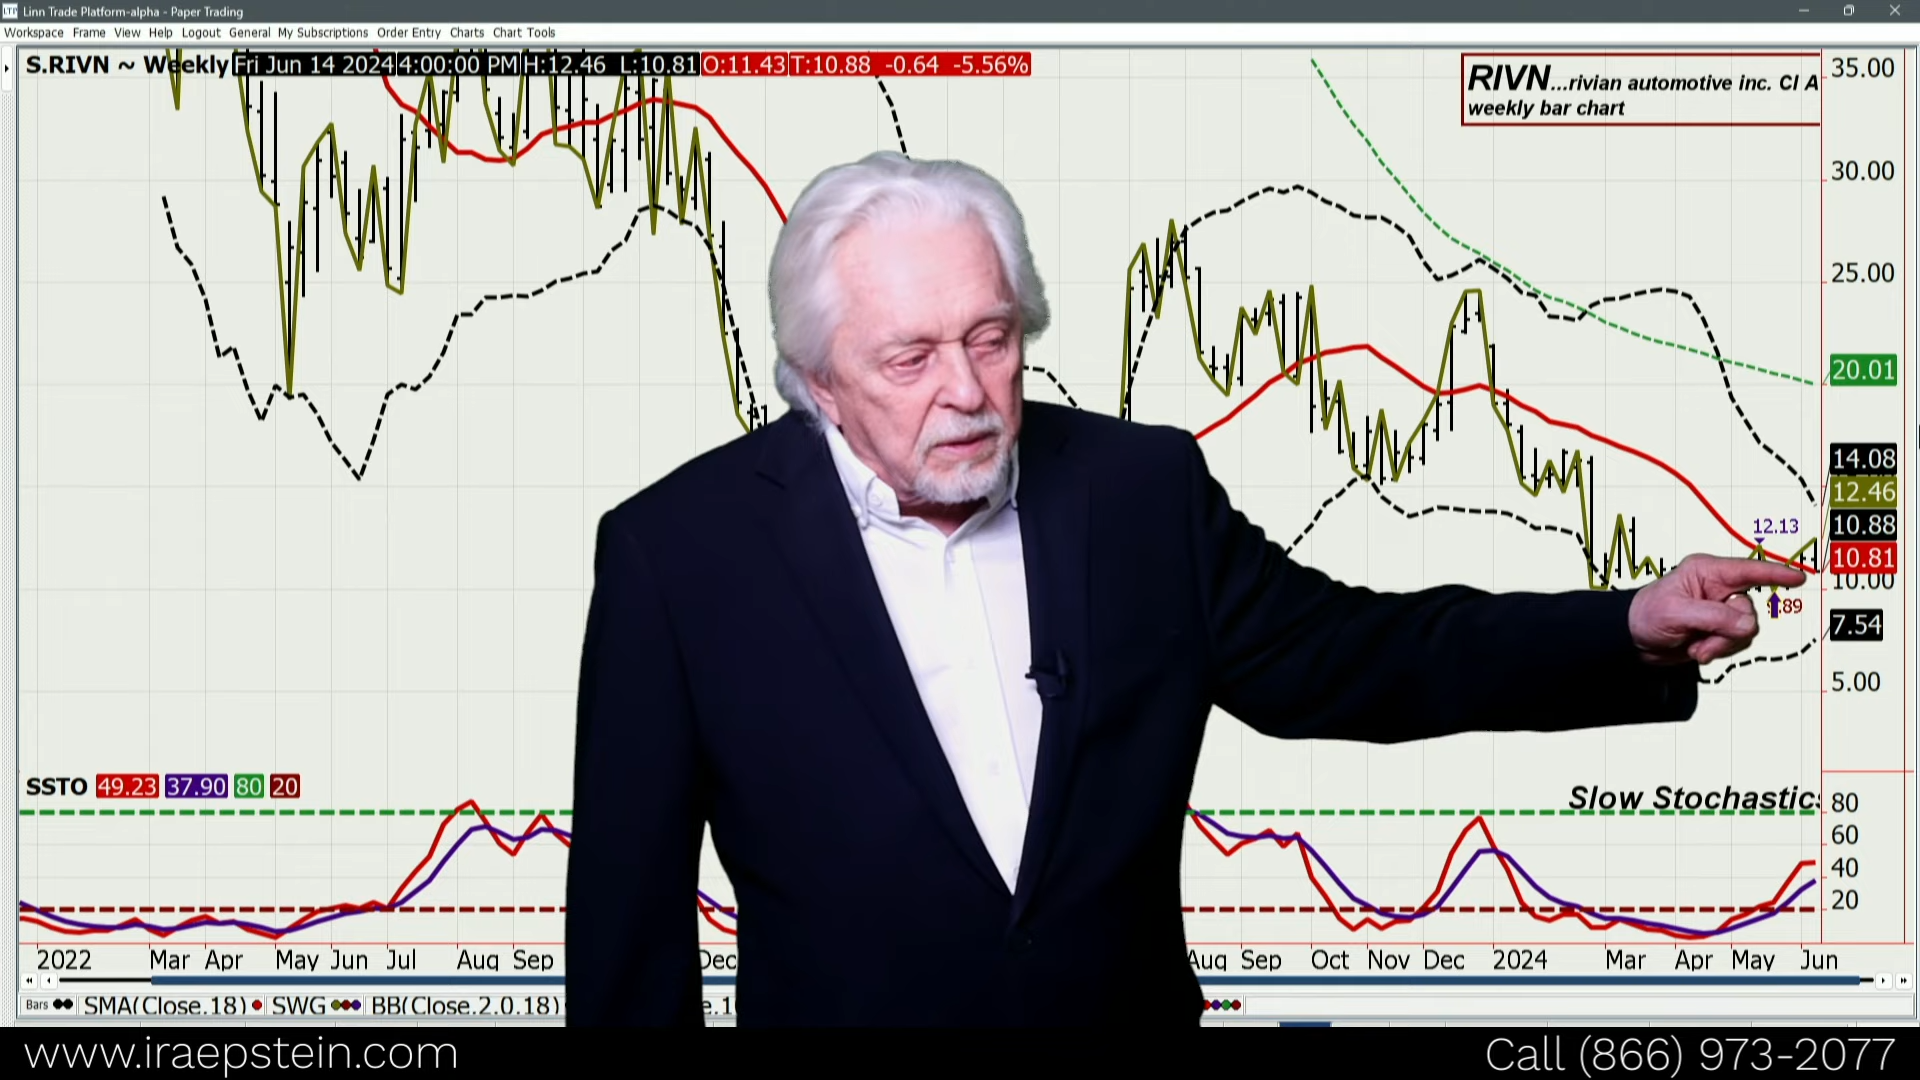 Linn Trade Platform-alpha - Paper Trading
Workspace Frame View Help Logout General My Subscriptions Order Entry Charts Chart Tools
S.RIVN ~ Weekly Fri Jun 14 2024 4:00:00 PM H:12.46 L:10.81 O:11.43 T:10.88 -0.64 -5.56%
RIVN...rivian automotive inc. Cl A
weekly bar chart
35.00
30.00
25.00
20.01
14.08
12.46
12.13
10.88
10.81
10.00
.89
7.54
5.00
SSTO 49.23 37.90 80 20
Slow Stochastics
80
60
40
20
2022 Mar Apr May Jun Jul Aug Sep Dec Aug Sep Oct Nov Dec 2024 Mar Apr May Jun
Bars SMA(Close.18) SWG BB(Close.2.0.18)
www.iraepstein.com
Call (866) 973-2077